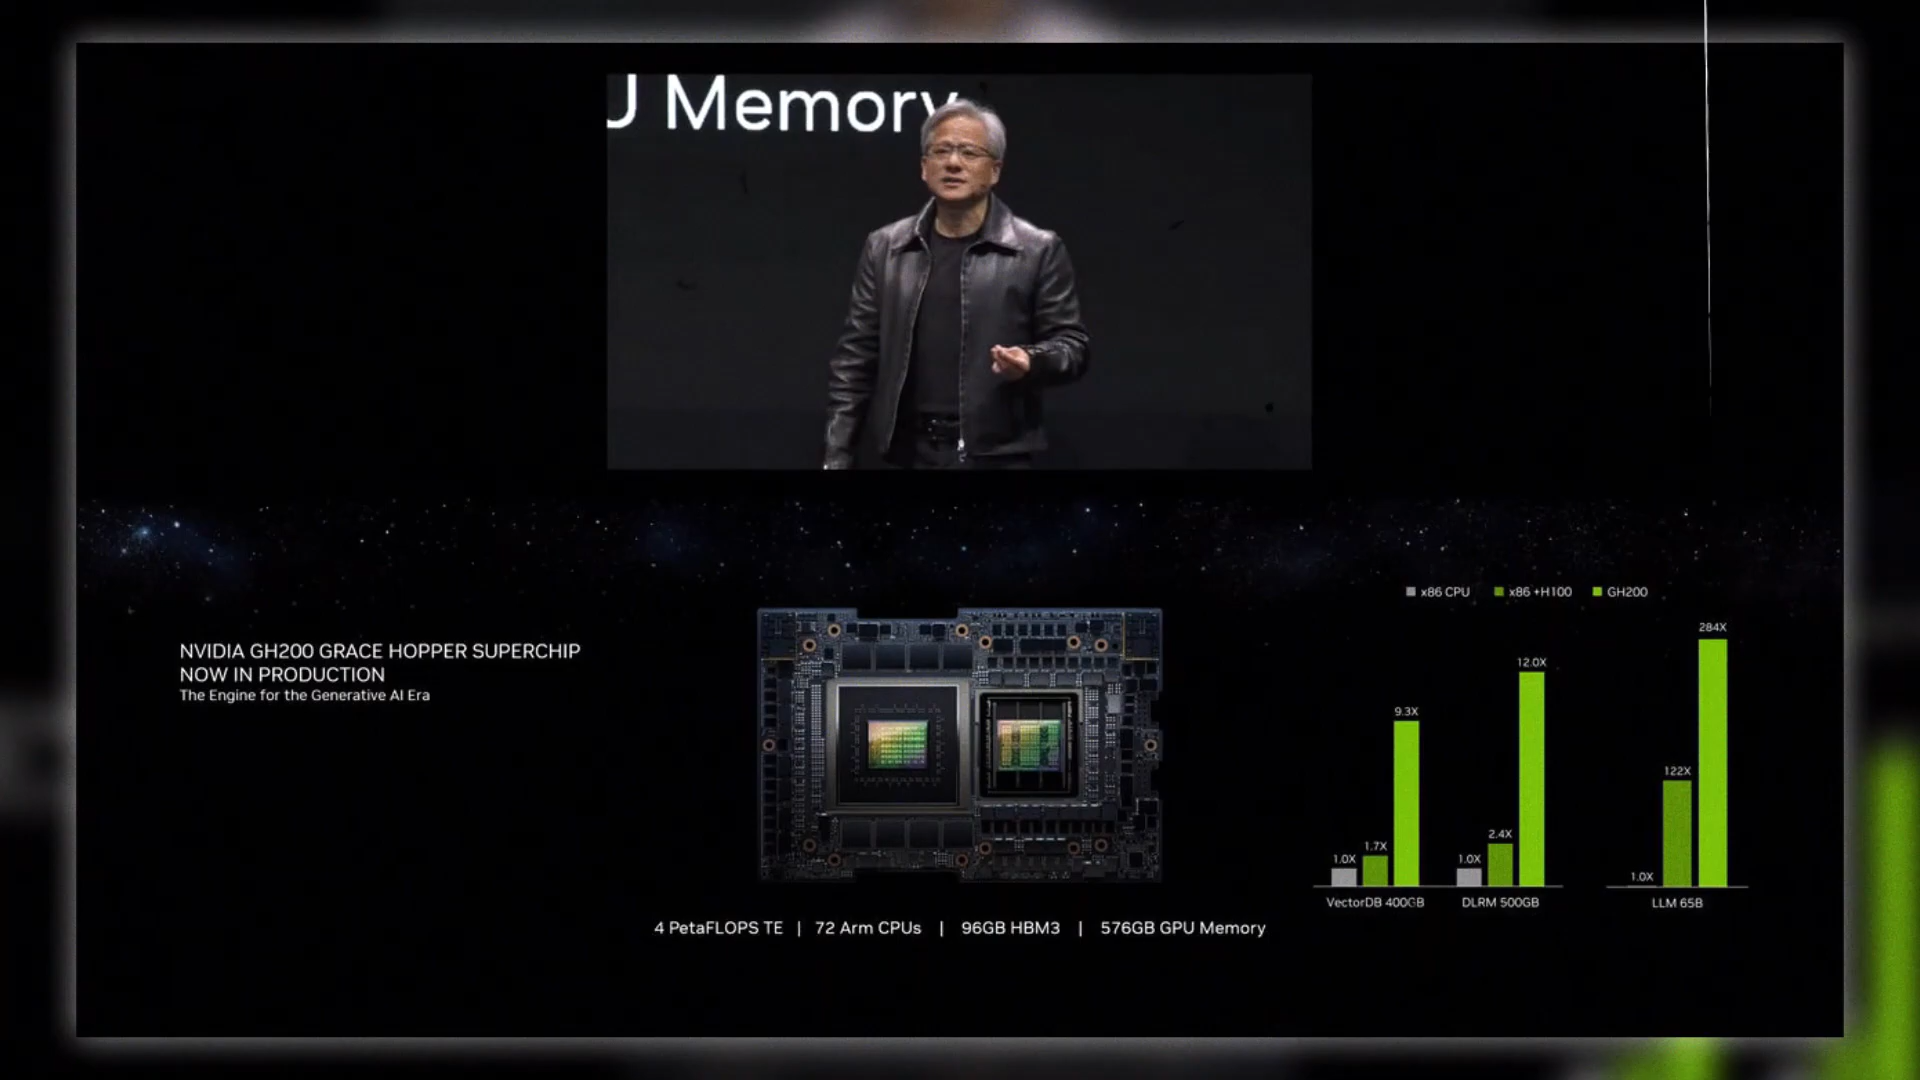 U Memory
NVIDIA GH200 GRACE HOPPER SUPERCHIP
NOW IN PRODUCTION
The Engine for the Generative AI Era
4 PetaFLOPS TE | 72 Arm CPUs | 96GB HBM3 | 576GB GPU Memory
x86 CPU x86 +H100 GH200
1.0X 1.7X 9.3X
VectorDB 400GB
1.0X 2.4X 12.0X
DLRM 500GB
1.0X 122X 284X
LLM 65B